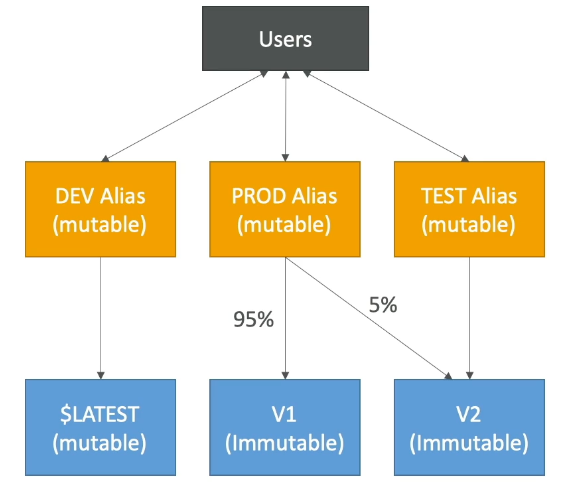 Users
DEV Alias
(mutable)
PROD Alias
(mutable)
TEST Alias
(mutable)
95%
5%
$LATEST
(mutable)
V1
(Immutable)
V2
(Immutable)